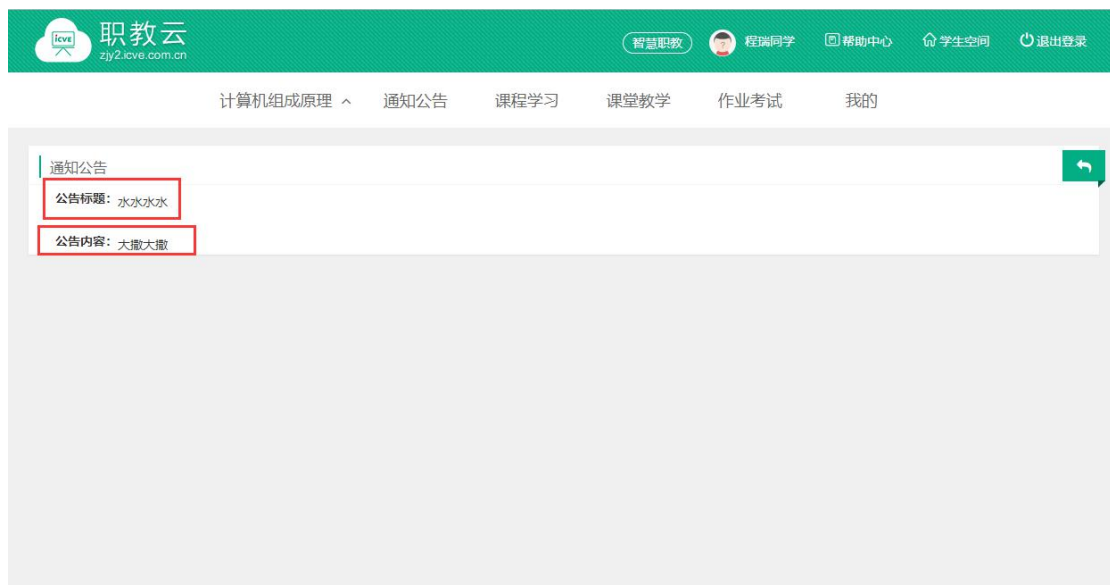 icve 职教云
zjy2.icve.com.cn
智慧职教 程瑞同学 帮助中心 学生空间 退出登录
计算机组成原理 通知公告 课程学习 课堂教学 作业考试 我的
通知公告
公告标题: 水水水水
公告内容: 大撒大撒